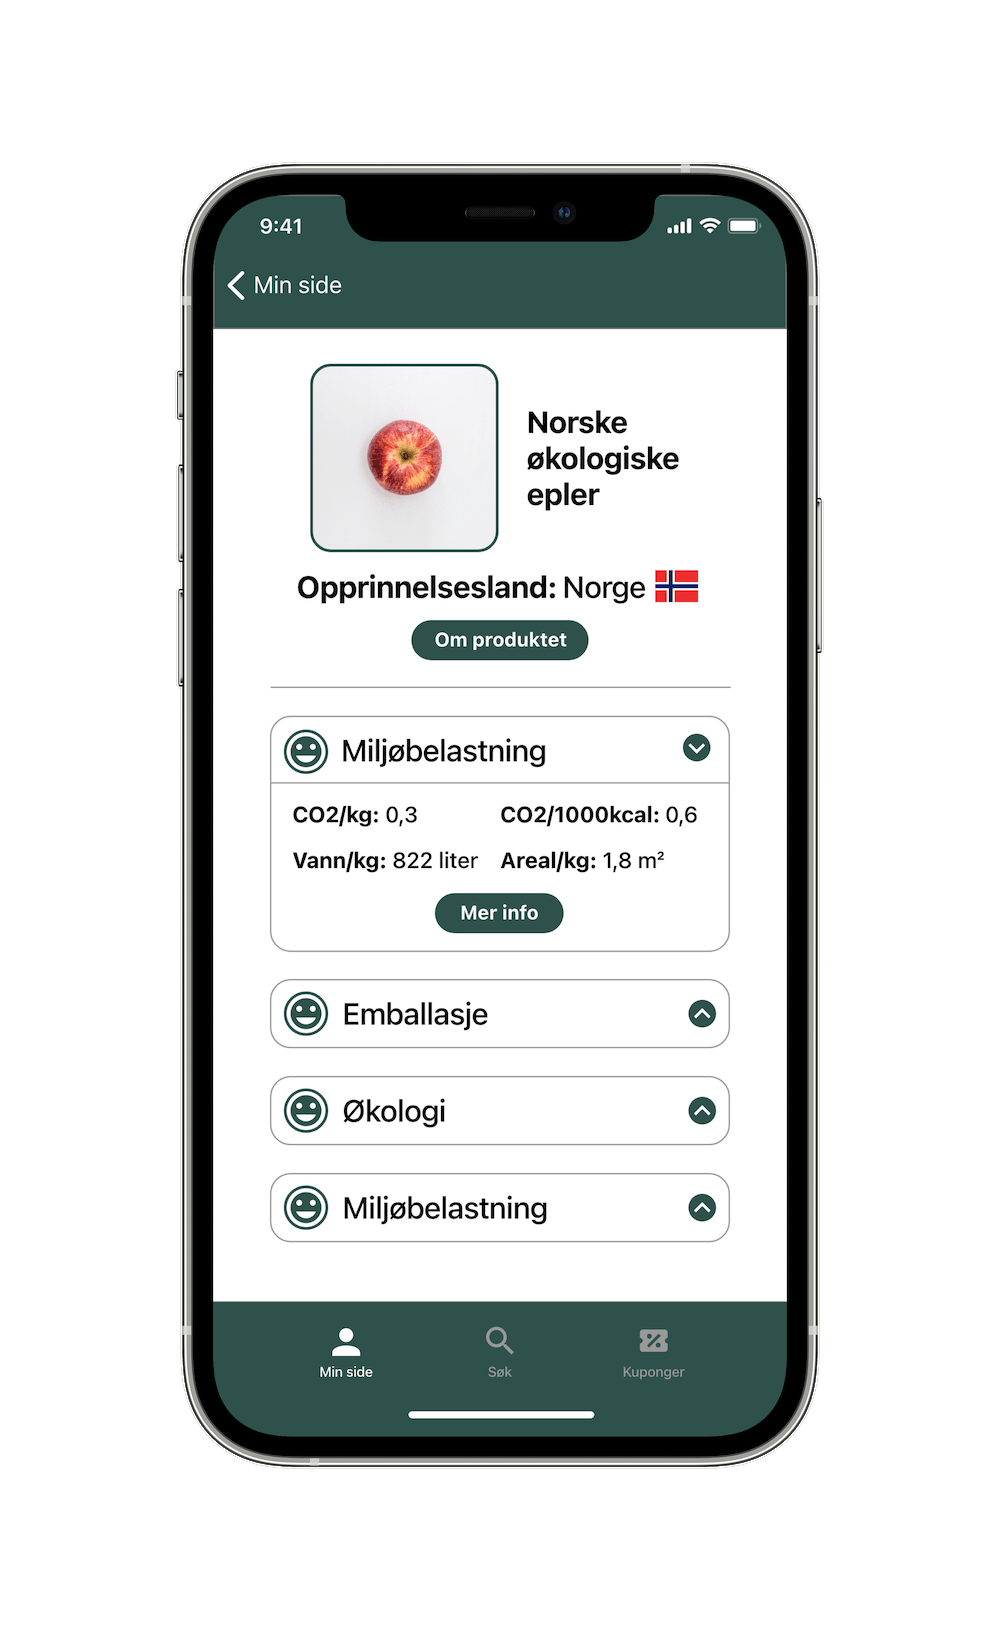 9:41
Min side
Norske
økologiske
epler
Opprinnelsesland: Norge
Om produktet
Miljøbelastning
CO2/kg: 0,3 CO2/1000kcal: 0,6
Vann/kg: 822 liter Areal/kg: 1,8 m²
Mer info
Emballasje
Økologi
Miljøbelastning
Min side Søk Kuponger